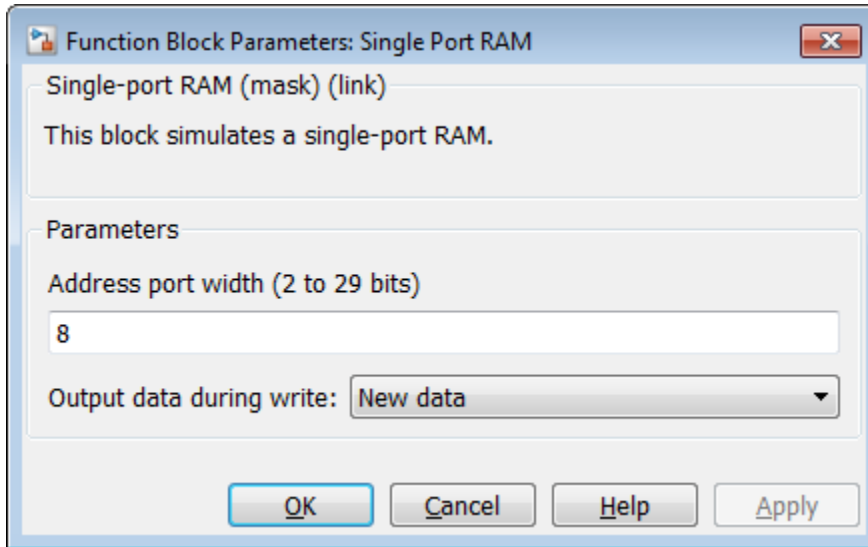 Function Block Parameters: Single Port RAM
Single-port RAM (mask) (link)
This block simulates a single-port RAM.
Parameters
Address port width (2 to 29 bits)
8
Output data during write: New data
OK Cancel Help Apply